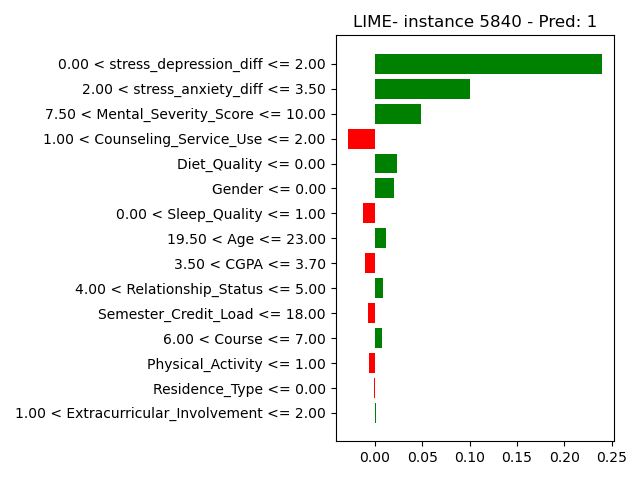 LIME- instance 5840 - Pred: 1
0.00 < stress_depression_diff <= 2.00
2.00 < stress_anxiety_diff <= 3.50
7.50 < Mental_Severity_Score <= 10.00
1.00 < Counseling_Service_Use <= 2.00
Diet_Quality <= 0.00
Gender <= 0.00
0.00 < Sleep_Quality <= 1.00
19.50 < Age <= 23.00
3.50 < CGPA <= 3.70
4.00 < Relationship_Status <= 5.00
Semester_Credit_Load <= 18.00
6.00 < Course <= 7.00
Physical_Activity <= 1.00
Residence_Type <= 0.00
1.00 < Extracurricular_Involvement <= 2.00
0.00 0.05 0.10 0.15 0.20 0.25